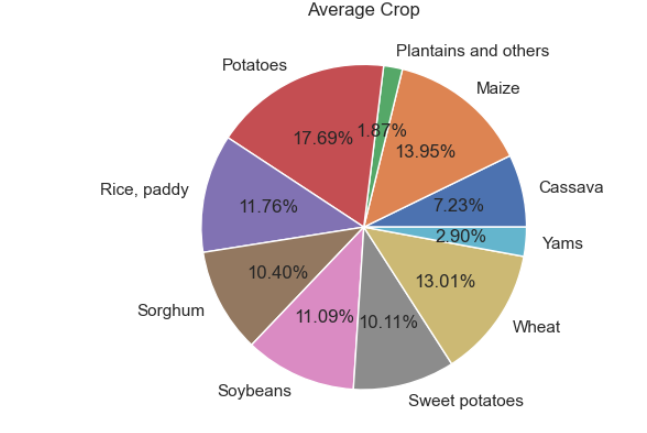 Average Crop
Plantains and others
Potatoes
Maize
1.87%
17.69%
13.95%
Rice, paddy
Cassava
11.76%
7.23%
2.90%
Yams
10.40%
13.01%
Sorghum
11.09%
10.11%
Wheat
Soybeans
Sweet potatoes